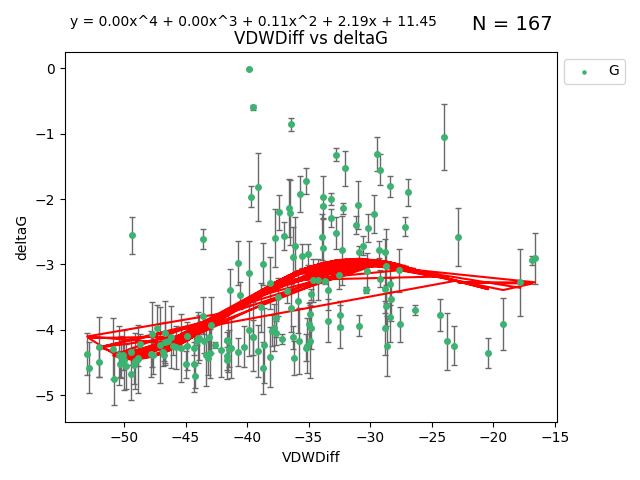 y = 0.00x^4 + 0.00x^3 + 0.11x^2 + 2.19x + 11.45
N = 167
VDWDiff vs deltaG
G
0
−1
−2
−3
−4
−5
deltaG
−50
−45
−40
−35
−30
−25
−20
−15
VDWDiff